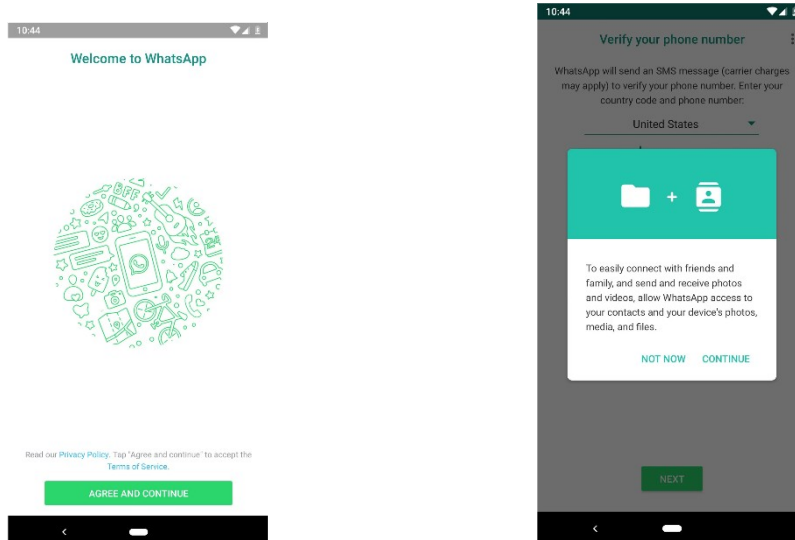 10:44
Welcome to WhatsApp
BFF
24
Read our Privacy Policy. Tap "Agree and continue" to accept the
Terms of Service.
AGREE AND CONTINUE
10:44
Verify your phone number
WhatsApp will send an SMS message (carrier charges
may apply) to verify your phone number. Enter your
country code and phone number:
United States
To easily connect with friends and
family, and send and receive photos
and videos, allow WhatsApp access to
your contacts and your device's photos,
media, and files.
NOT NOW CONTINUE
NEXT